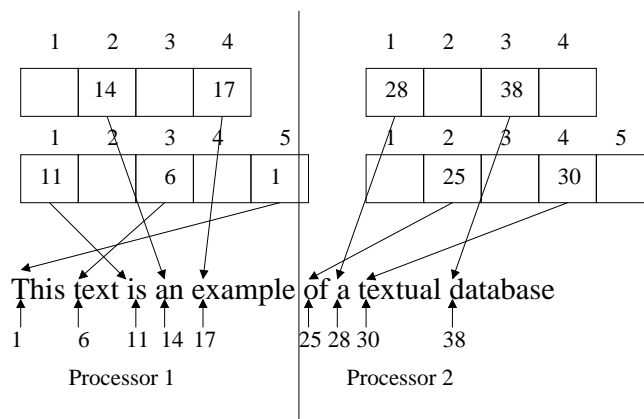 1 2 3 4 1 2 3 4
14 17 28 38
1 2 3 4 5 1 2 3 4 5
11 6 1 25 30
This text is an example of a textual database
1 6 11 14 17 25 28 30 38
Processor 1 Processor 2